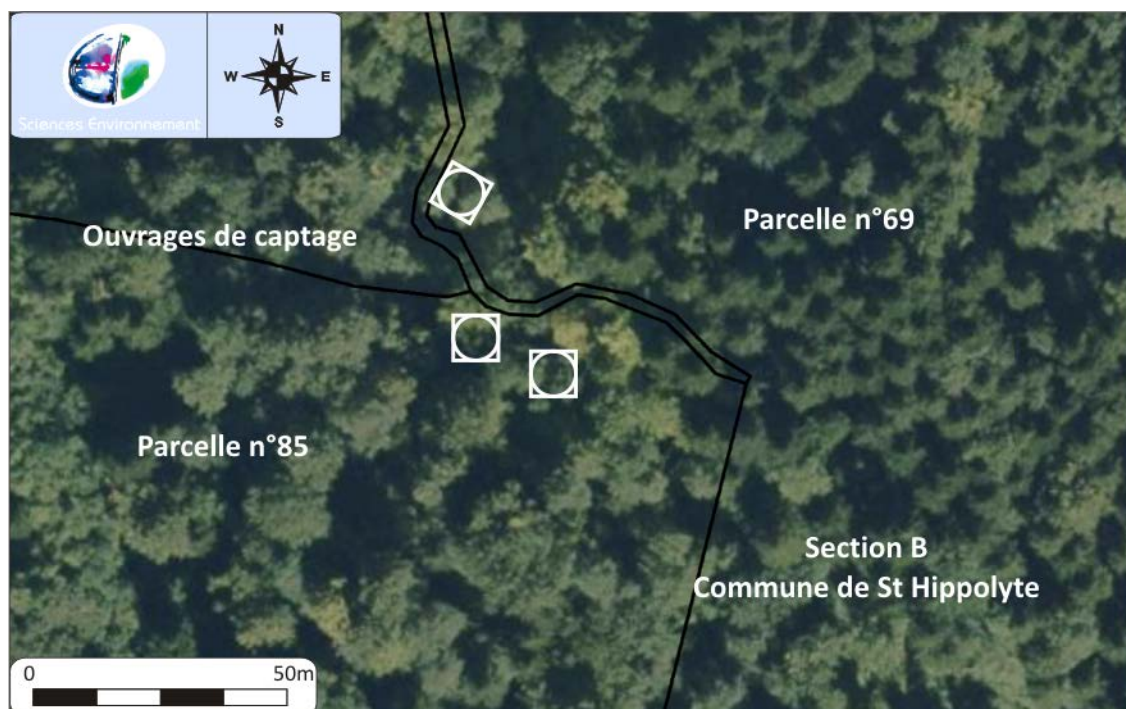 Sciences Environnement
N
W E
S
Parcelle n°69
Ouvrages de captage
Parcelle n°85
Section B
Commune de St Hippolyte
0 50m